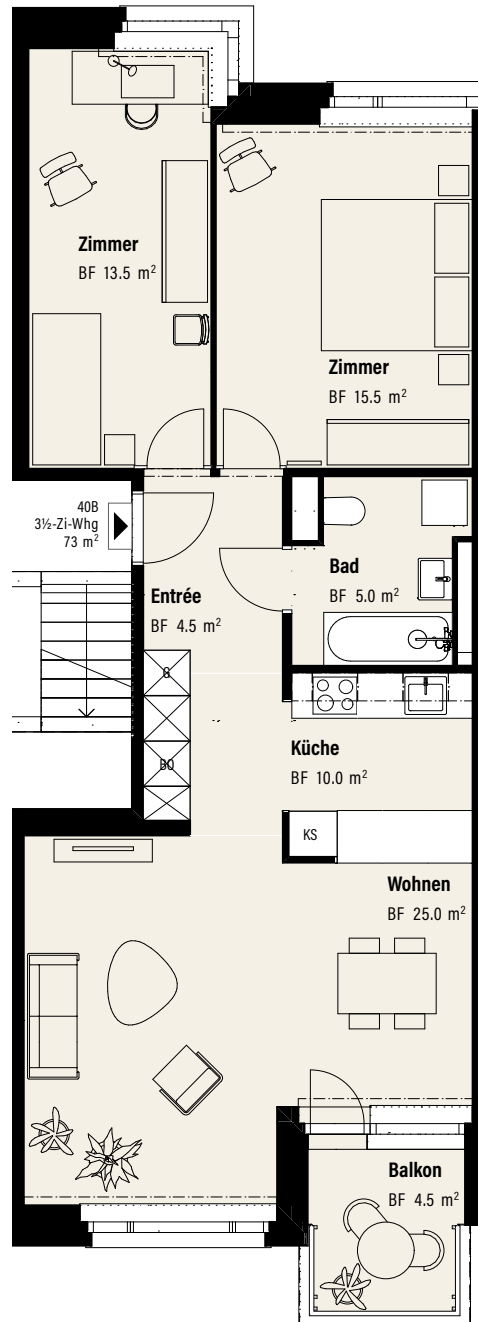 Zimmer
BF 13.5 m²
Zimmer
BF 15.5 m²
40B
3½-Zi-Whg
73 m²
Entrée
BF 4.5 m²
Bad
BF 5.0 m²
G
BO
Küche
BF 10.0 m²
KS
Wohnen
BF 25.0 m²
Balkon
BF 4.5 m²